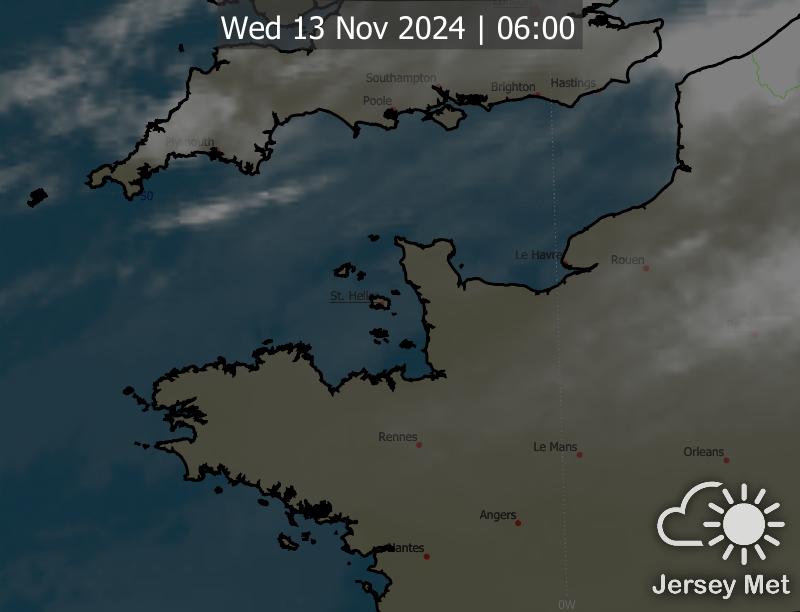 Wed 13 Nov 2024 | 06:00
Southampton
Brighton
Hastings
Poole
Plymouth
50
Le Havre
Rouen
St. Helier
Rennes
Le Mans
Orleans
Angers
Nantes
Jersey Met
0W